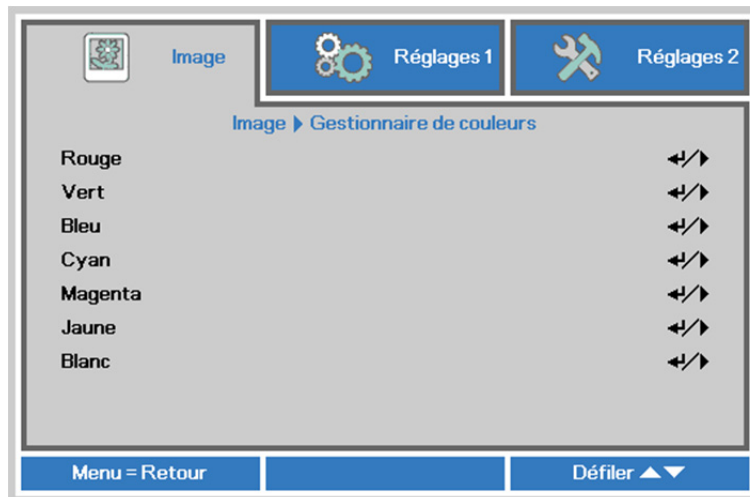 Image
Réglages 1
Réglages 2
Image ▶ Gestionnaire de couleurs
Rouge ↵/▶
Vert ↵/▶
Bleu ↵/▶
Cyan ↵/▶
Magenta ↵/▶
Jaune ↵/▶
Blanc ↵/▶
Menu = Retour
Défiler ▲▼